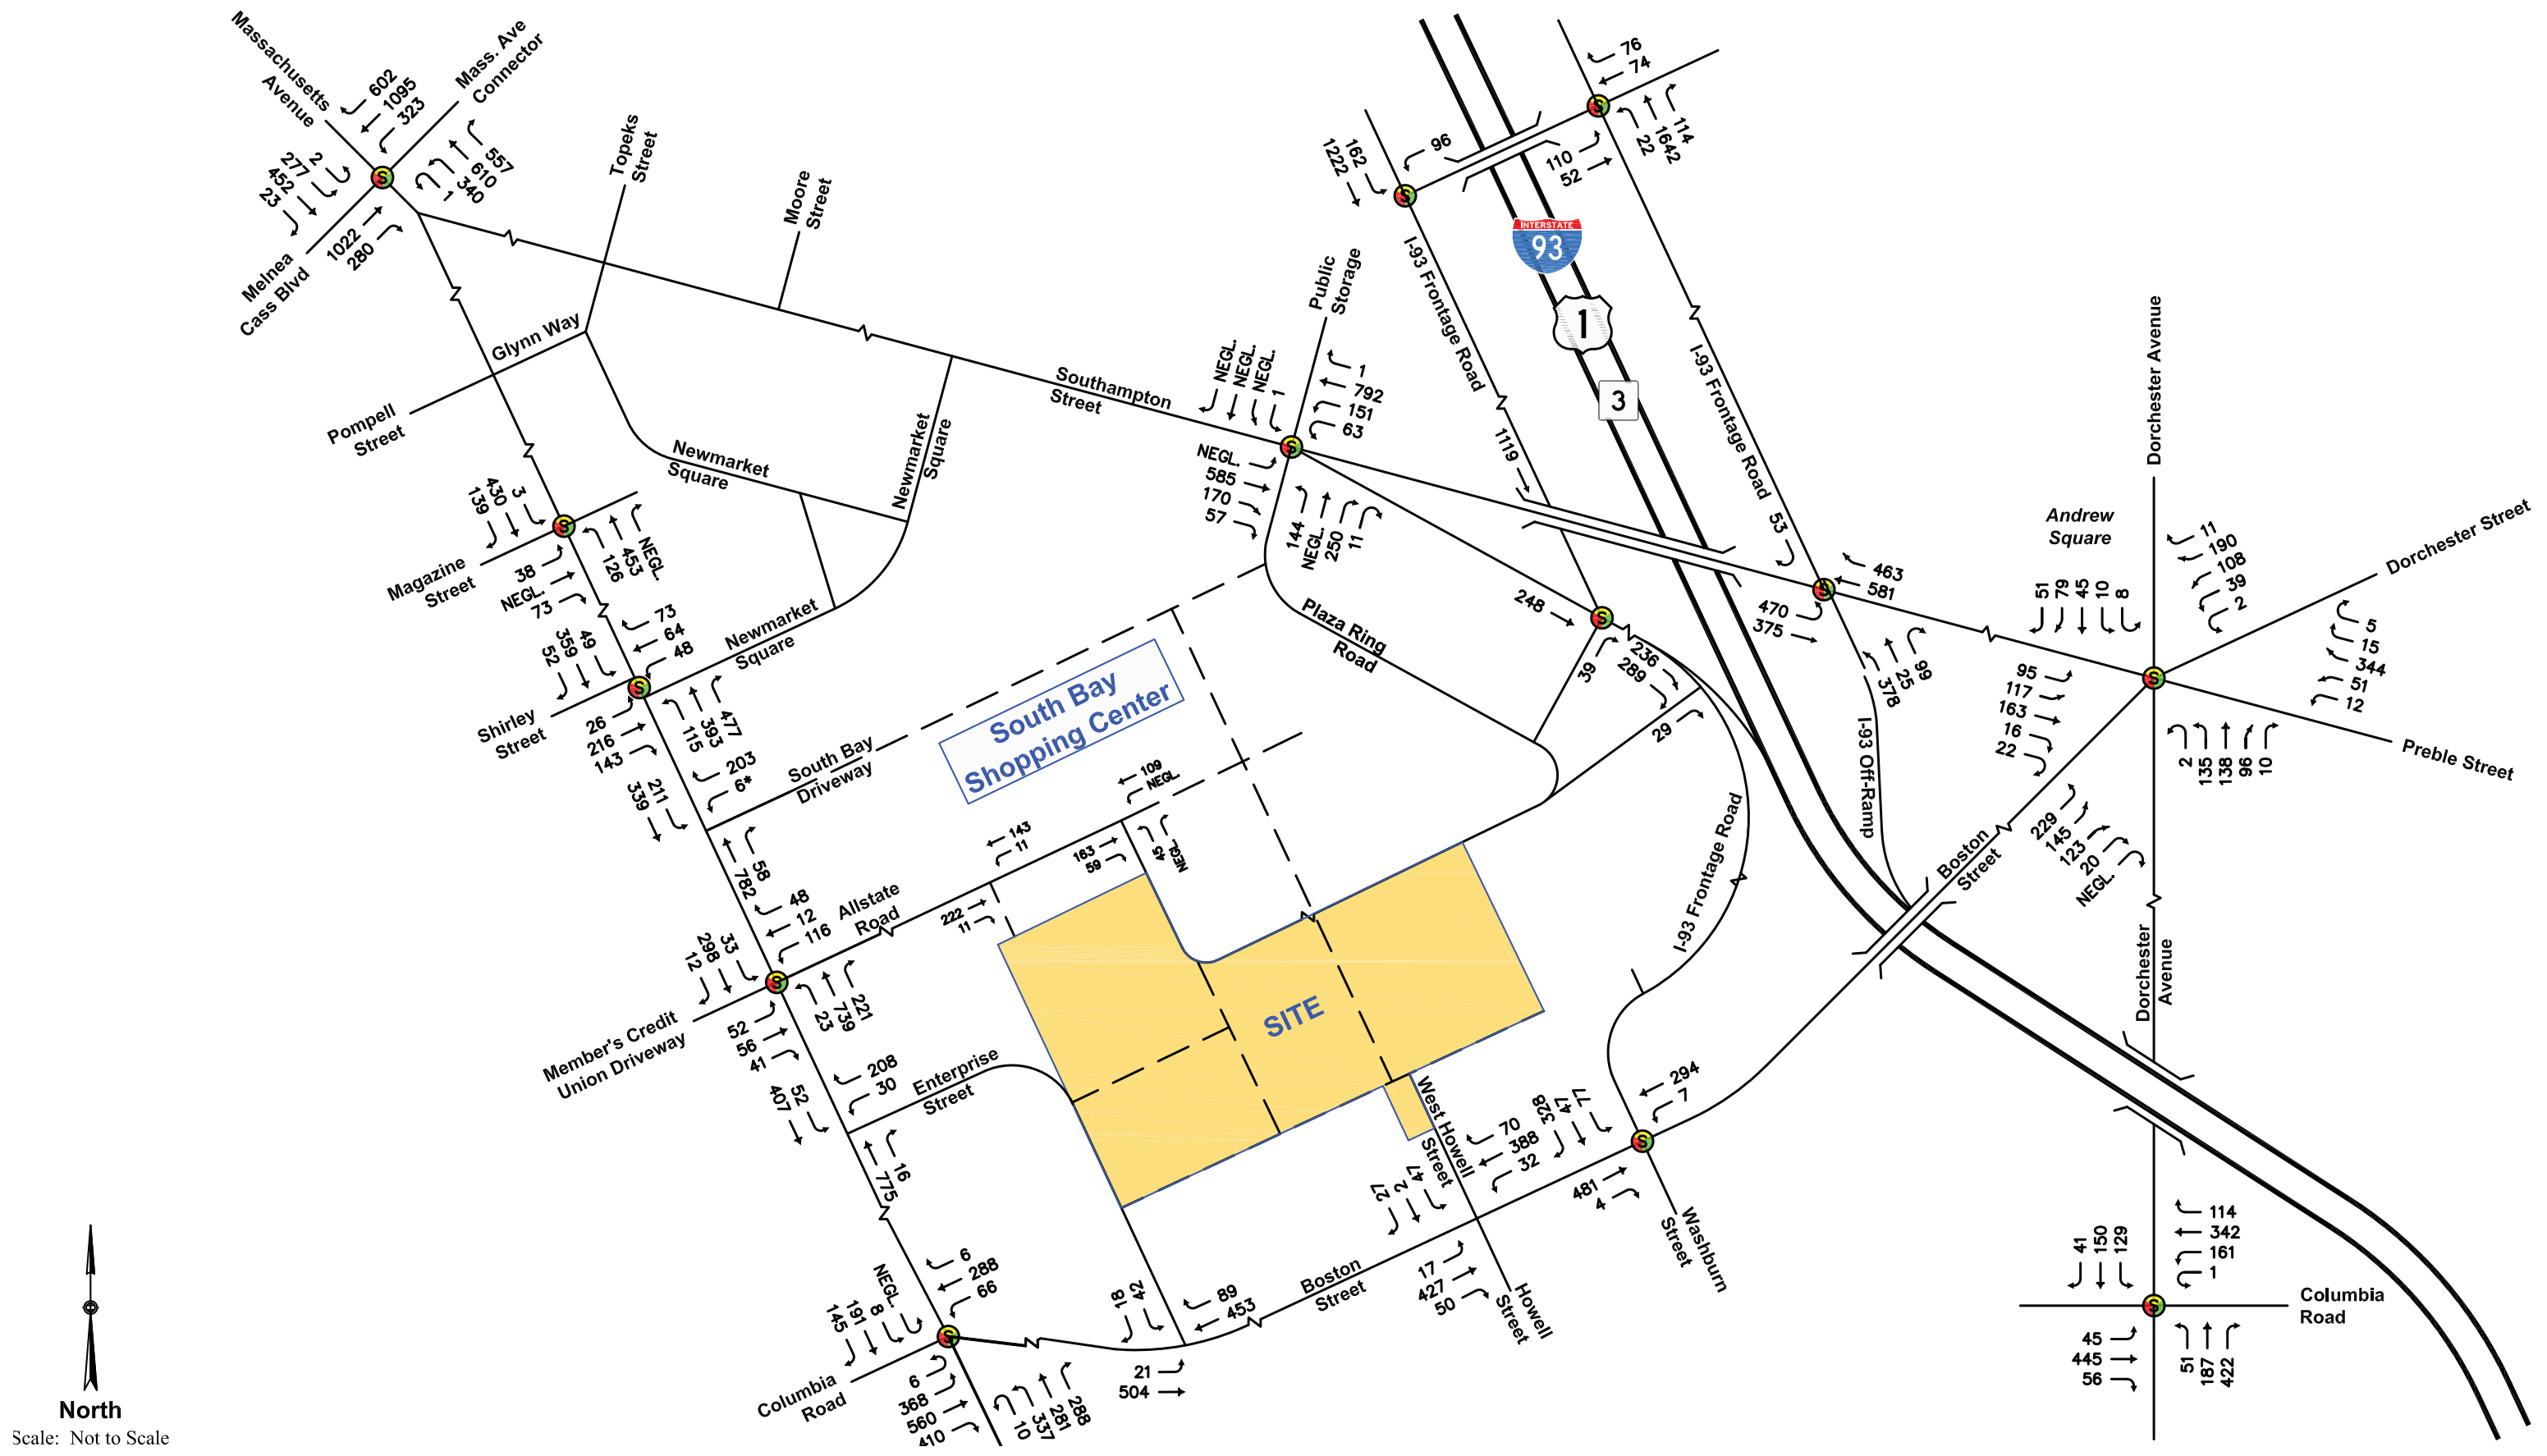 Massachusetts
Avenue
602
1095
323
Mass. Ave
Connector
2
277
452
23
557
610
340
1
1022
280
Melnea
Cass Blvd
Topeks
Street
Moore
Street
Glynn Way
Pompell
Street
Newmarket
Square
Newmarket
Square
Southampton
Street
Public
Storage
NEGL.
NEGL.
NEGL.
1
1
792
151
63
NEGL.
585
170
57
144
NEGL.
250
11
162
1222
96
76
74
110
52
22
1642
114
INTERSTATE
93
1
3
I-93 Frontage Road
1119
I-93 Frontage Road
53
463
581
470
375
378
25
99
I-93 Off-Ramp
248
39
236
289
29
Plaza Ring
Road
Andrew
Square
Dorchester Avenue
Dorchester Street
11
190
108
39
2
51
79
45
10
8
5
15
344
51
12
95
117
163
16
22
2
135
138
96
10
Preble Street
229
145
123
20
NEGL.
Boston
Street
Dorchester
Avenue
139
430
3
Magazine
Street
38
NEGL.
73
126
453
NEGL.
73
64
48
Newmarket
Square
52
359
49
Shirley
Street
26
216
143
115
393
477
203
6*
South Bay
Driveway
339
211
782
58
South Bay
Shopping Center
109
NEGL.
143
11
163
59
45
NEGL.
222
11
48
12
116
Allstate
Road
12
298
33
Member's Credit
Union Driveway
52
56
41
23
739
221
208
30
Enterprise
Street
407
52
775
16
SITE
I-93 Frontage Road
West Howell
Street
70
388
32
328
47
77
294
7
27
2
47
481
4
Washburn
Street
17
427
50
Howell
Street
Boston
Street
18
42
89
453
21
504
NEGL.
8
191
145
6
288
66
Columbia
Road
6
368
560
410
10
337
281
288
41
150
129
114
342
161
1
Columbia
Road
45
445
56
51
187
422
North
Scale: Not to Scale